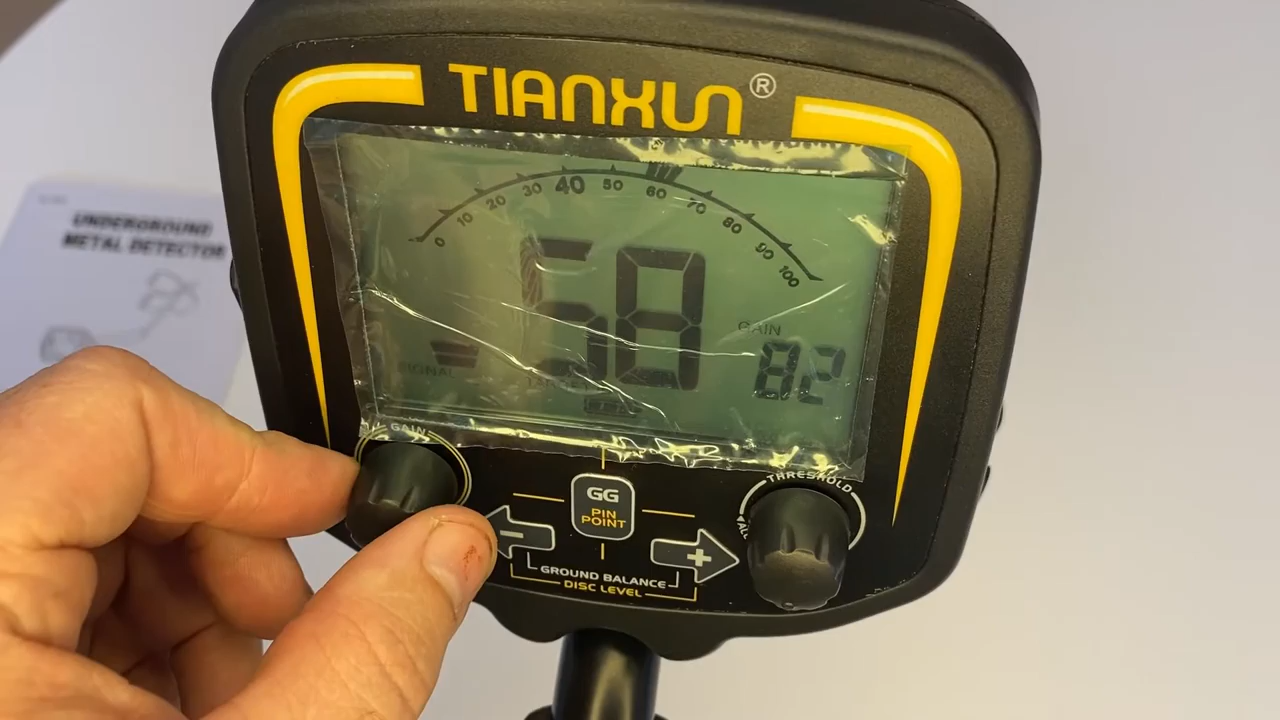 TIANXUN®
UNDERGROUND
METAL DETECTOR
0 10 20 30 40 50 60 70 80 90 100
58
GAIN
82
SIGNAL
TARGET
GAIN
THRESHOLD
GG
PIN
POINT
-
+
GROUND BALANCE
DISC LEVEL